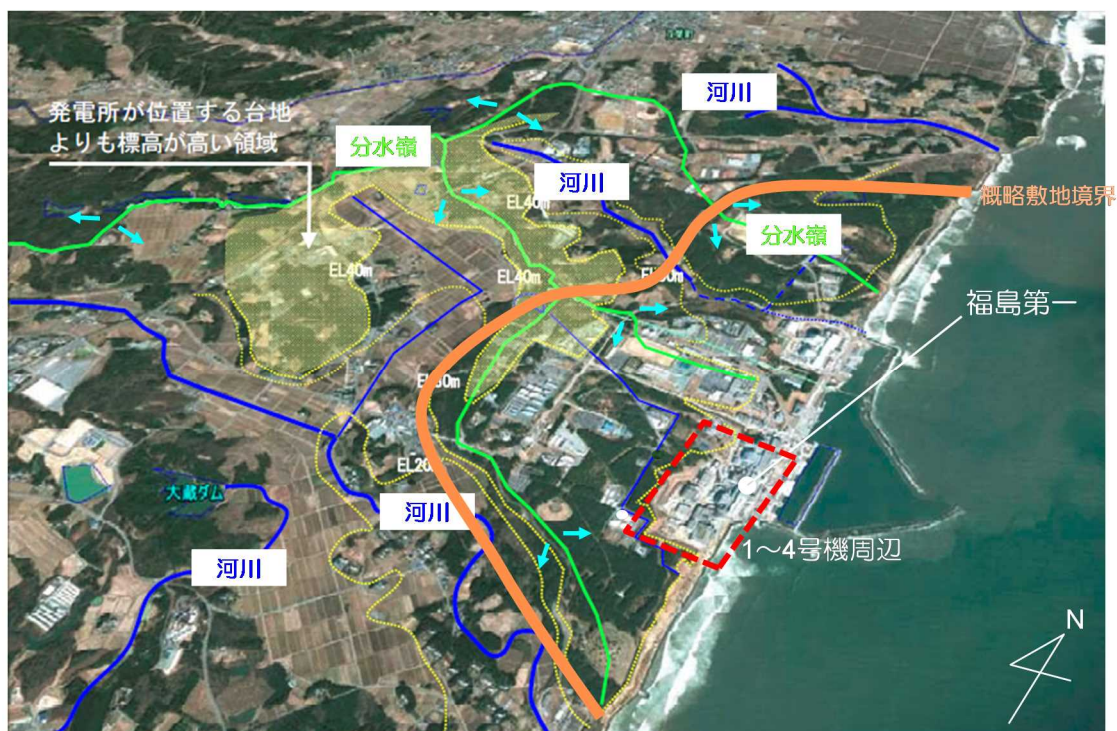 河川
発電所が位置する台地
よりも標高が高い領域
分水嶺
河川
概略敷地境界
EL40m
分水嶺
EL40m
EL40m
福島第一
EL20
大蔵ダム
河川
1～4号機周辺
河川
N